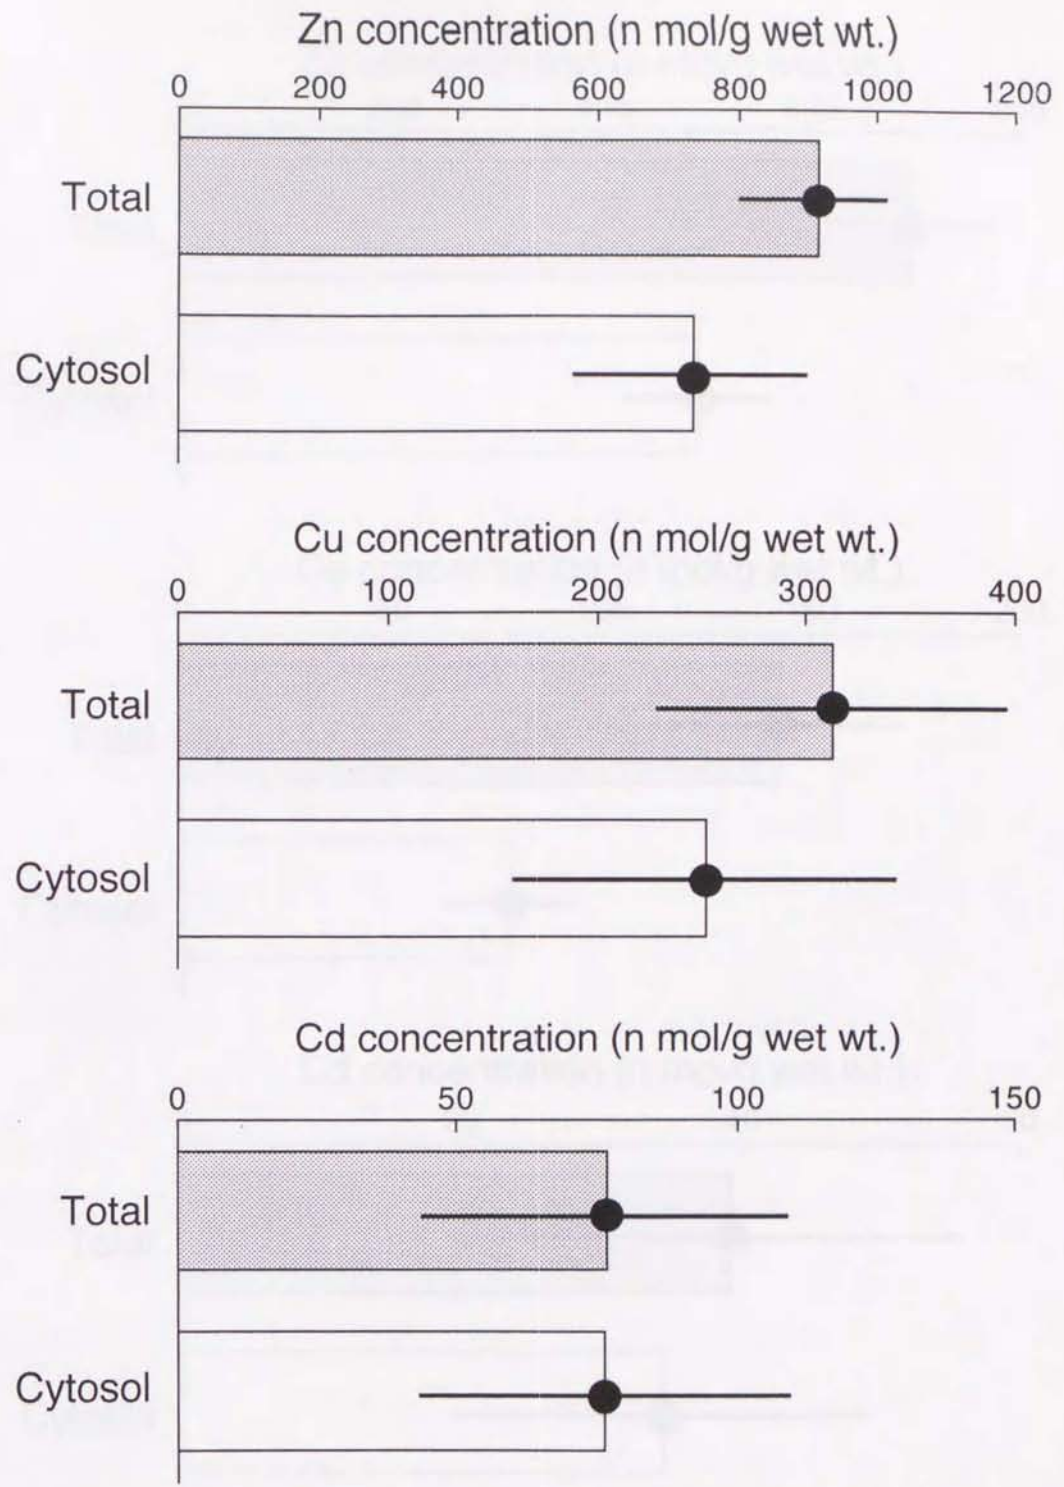 Zn concentration (n mol/g wet wt.)
0 200 400 600 800 1000 1200
Total
Cytosol
Cu concentration (n mol/g wet wt.)
0 100 200 300 400
Total
Cytosol
Cd concentration (n mol/g wet wt.)
0 50 100 150
Total
Cytosol